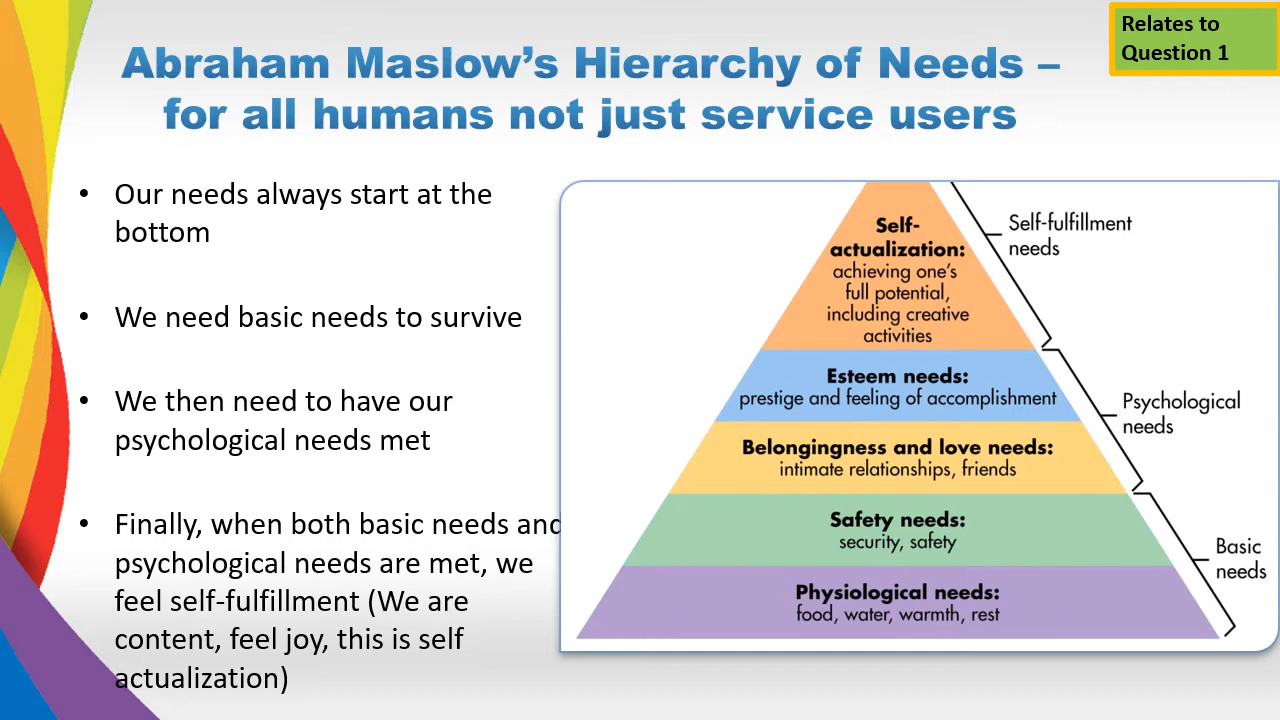 Relates to
Question 1
Abraham Maslow’s Hierarchy of Needs –
for all humans not just service users
• Our needs always start at the
bottom
• We need basic needs to survive
• We then need to have our
psychological needs met
• Finally, when both basic needs and
psychological needs are met, we
feel self-fulfillment (We are
content, feel joy, this is self
actualization)
Self-
actualization:
achieving one’s
full potential,
including creative
activities
Esteem needs:
prestige and feeling of accomplishment
Belongingness and love needs:
intimate relationships, friends
Safety needs:
security, safety
Physiological needs:
food, water, warmth, rest
Self-fulfillment
needs
Psychological
needs
Basic
needs